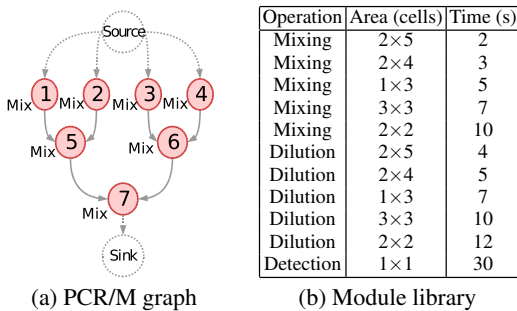 Source
1 2 3 4
Mix Mix Mix Mix
5 6
Mix Mix
7
Mix
Sink
(a) PCR/M graph
Operation Area (cells) Time (s)
Mixing 2×5 2
Mixing 2×4 3
Mixing 1×3 5
Mixing 3×3 7
Mixing 2×2 10
Dilution 2×5 4
Dilution 2×4 5
Dilution 1×3 7
Dilution 3×3 10
Dilution 2×2 12
Detection 1×1 30
(b) Module library